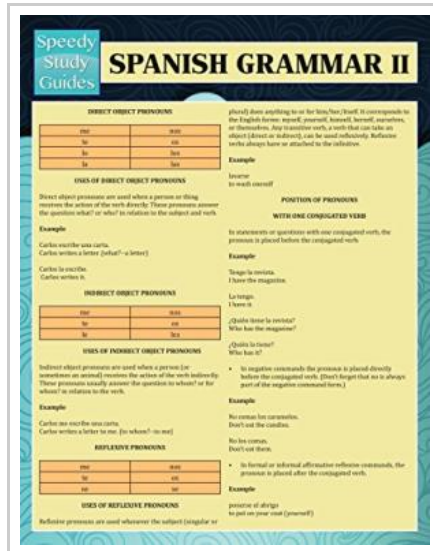 Speedy
Study
Guides
SPANISH GRAMMAR II
DIRECT OBJECT PRONOUNS
me nos
te os
lo los
la las
USES OF DIRECT OBJECT PRONOUNS
Direct object pronouns are used when a person or thing
receives the action of the verb directly. These pronouns answer
the question what? or who? in relation to the subject and verb.
Example
Carlos escribe una carta.
Carlos writes a letter (what?- a letter)
Carlos la escribe.
Carlos writes it.
INDIRECT OBJECT PRONOUNS
me nos
te os
le les
USES OF INDIRECT OBJECT PRONOUNS
Indirect object pronouns are used when a person (or
sometimes an animal) receives the action of the verb indirectly.
These pronouns usually answer the question to whom? or for
whom? in relation to the verb.
Example
Carlos me escribe una carta.
Carlos writes a letter to me. (to whom?- to me)
REFLEXIVE PRONOUNS
me nos
te os
se se
USES OF REFLEXIVE PRONOUNS
Reflexive pronouns are used whenever the subject (singular or
plural) does anything to or for him/her/itself. It corresponds to
the English forms: myself, yourself, himself, herself, ourselves,
or themselves. Any transitive verb, a verb that can take an
object (direct or indirect), can be used reflexively. Reflexive
verbs always have se attached to the infinitive.
Example
lavarse
to wash oneself
POSITION OF PRONOUNS
WITH ONE CONJUGATED VERB
In statements or questions with one conjugated verb, the
pronoun is placed before the conjugated verb.
Example
Tengo la revista.
I have the magazine.
La tengo.
I have it.
¿Quién tiene la revista?
Who has the magazine?
¿Quién la tiene?
Who has it?
• In negative commands the pronoun is placed directly
before the conjugated verb. (Don't forget that no is always
part of the negative command form.)
Example
No comas los caramelos.
Don't eat the candies.
No los comas.
Don't eat them.
• In formal or informal affirmative reflexive commands, the
pronoun is placed after the conjugated verb.
Example
ponerse el abrigo
to put on your coat (yourself)